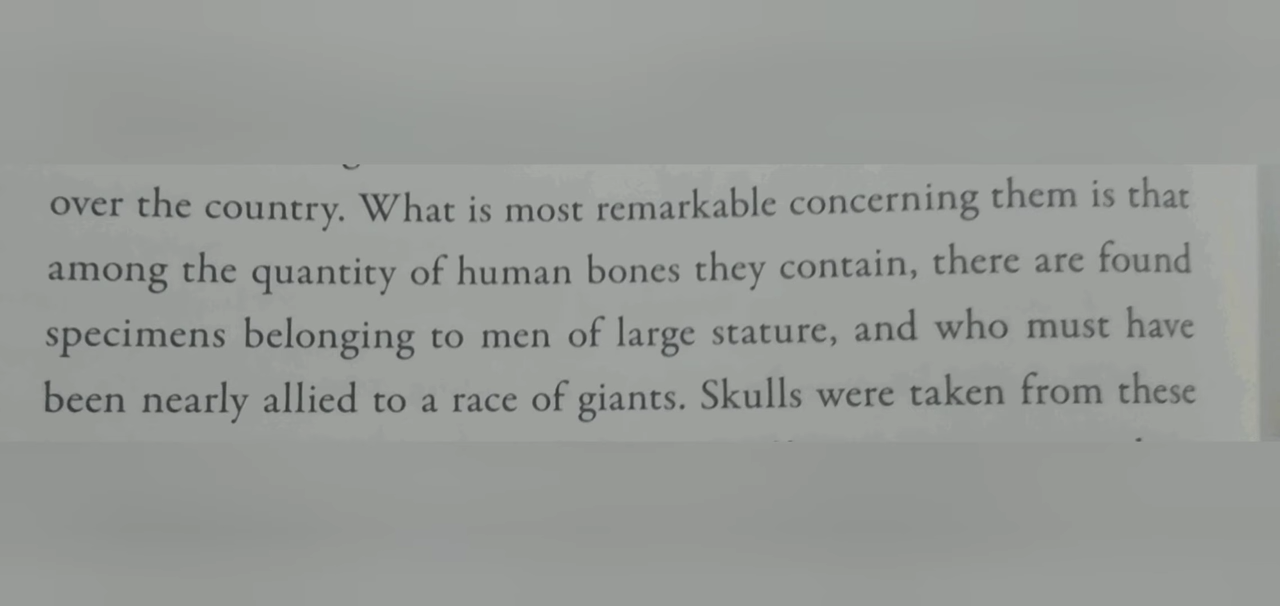 over the country. What is most remarkable concerning them is that
among the quantity of human bones they contain, there are found
specimens belonging to men of large stature, and who must have
been nearly allied to a race of giants. Skulls were taken from these